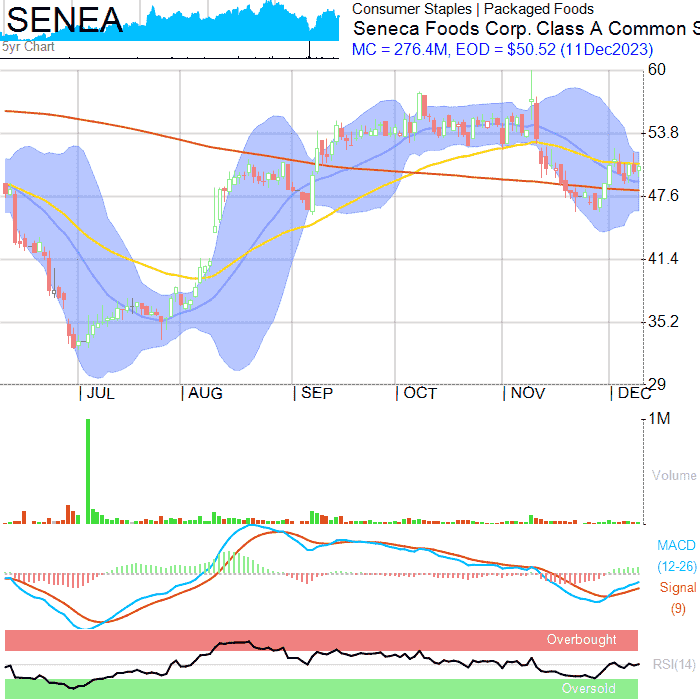 SENEA
5yr Chart
Consumer Staples | Packaged Foods
Seneca Foods Corp. Class A Common S
MC = 276.4M, EOD = $50.52 (11Dec2023)
60
53.8
47.6
41.4
35.2
29
JUL AUG SEP OCT NOV DEC
1M
Volume
MACD
(12-26)
Signal
(9)
Overbought
RSI(14)
Oversold